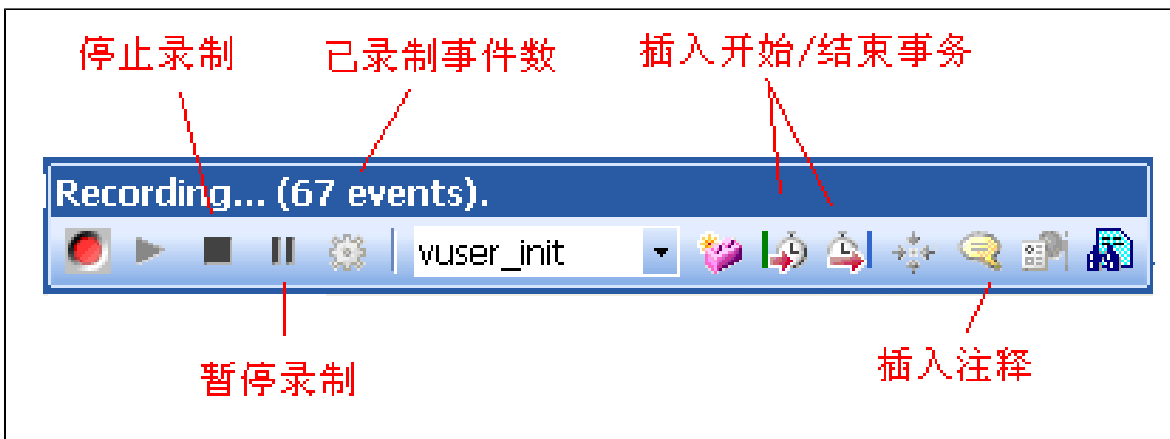 停止录制
已录制事件数
插入开始/结束事务
Recording... (67 events).
vuser_init
暂停录制
插入注释